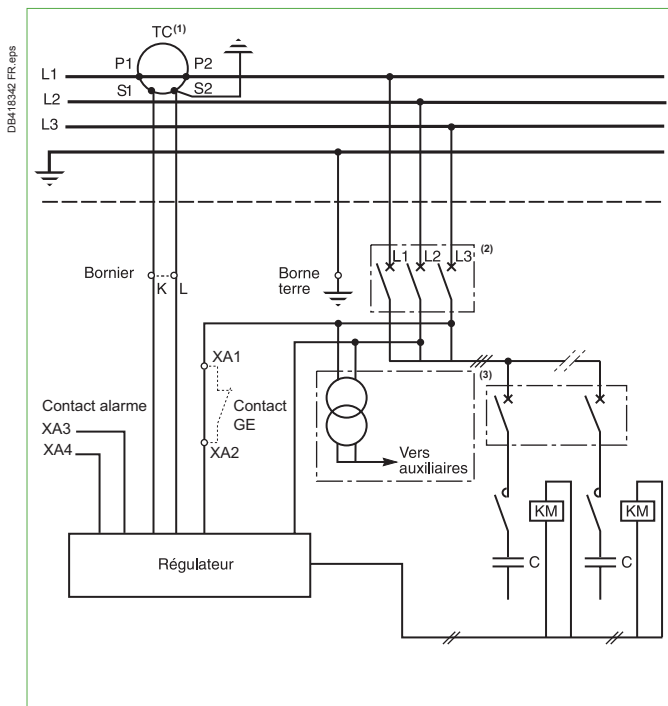 DB418342 FR.eps
TC(1)
P1 P2
S1 S2
L1
L2
L3
L1 L2 L3 (2)
Bornier
K L
Borne
terre
XA1
(3)
Contact alarme
Contact
GE
XA3
XA2
XA4
Vers
auxiliaires
KM KM
C C
Régulateur